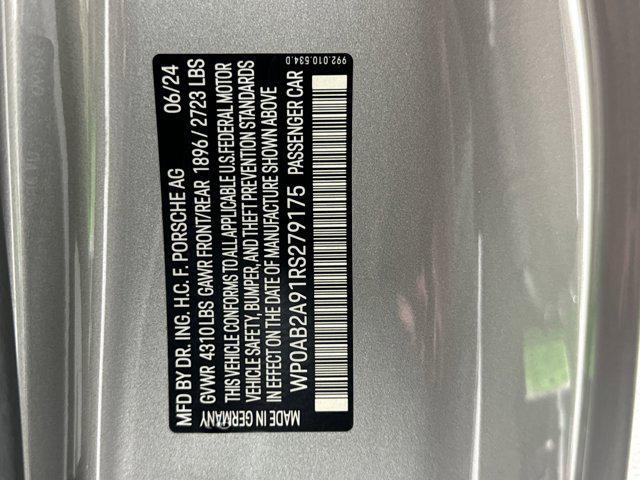 MFD BY DR. ING. H.C. F. PORSCHE AG 06/24
GVWR 4310 LBS GAWR FRONT/REAR 1896 / 2723 LBS
THIS VEHICLE CONFORMS TO ALL APPLICABLE U.S.FEDERAL MOTOR
VEHICLE SAFETY, BUMPER, AND THEFT PREVENTION STANDARDS
IN EFFECT ON THE DATE OF MANUFACTURE SHOWN ABOVE
WP0AB2A91RS279175 PASSENGER CAR
MADE IN GERMANY 992.010.534.D